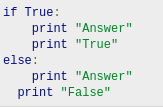 if True:
    print "Answer"
    print "True"
else:
    print "Answer"
  print "False"